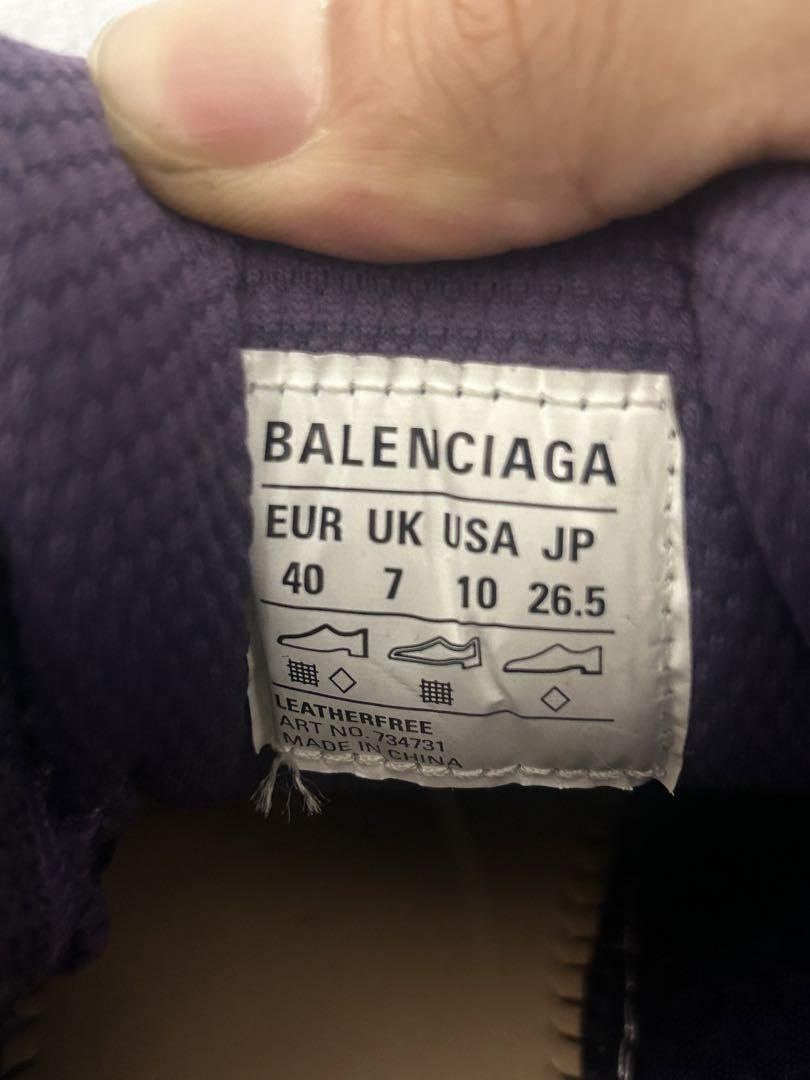 BALENCIAGA
EUR UK USA JP
40 7 10 26.5
LEATHERFREE
ART NO. 734731
MADE IN CHINA